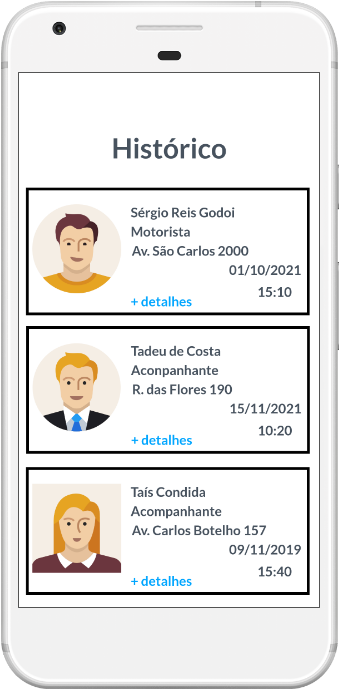 Histórico
Sérgio Reis Godoi
Motorista
Av. São Carlos 2000
01/10/2021
15:10
+ detalhes
Tadeu de Costa
Aconpanhante
R. das Flores 190
15/11/2021
10:20
+ detalhes
Taís Condida
Acompanhante
Av. Carlos Botelho 157
09/11/2019
15:40
+ detalhes